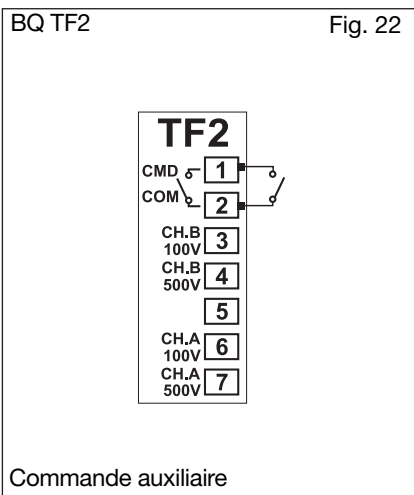 BQ TF2
Fig. 22
TF2
CMD 1
COM 2
CH.B
100V 3
CH.B
500V 4
5
CH.A
100V 6
CH.A
500V 7
Commande auxiliaire